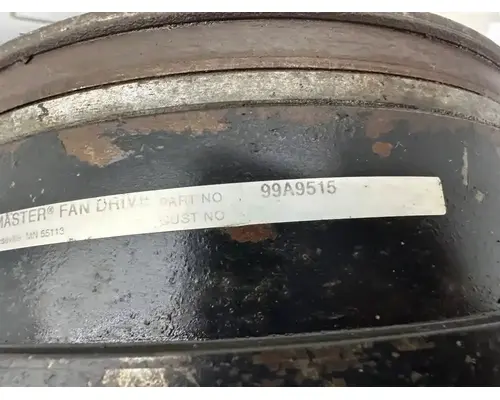 MASTER® FAN DRIVE PART NO 99A9515
MN 55113 CUST NO